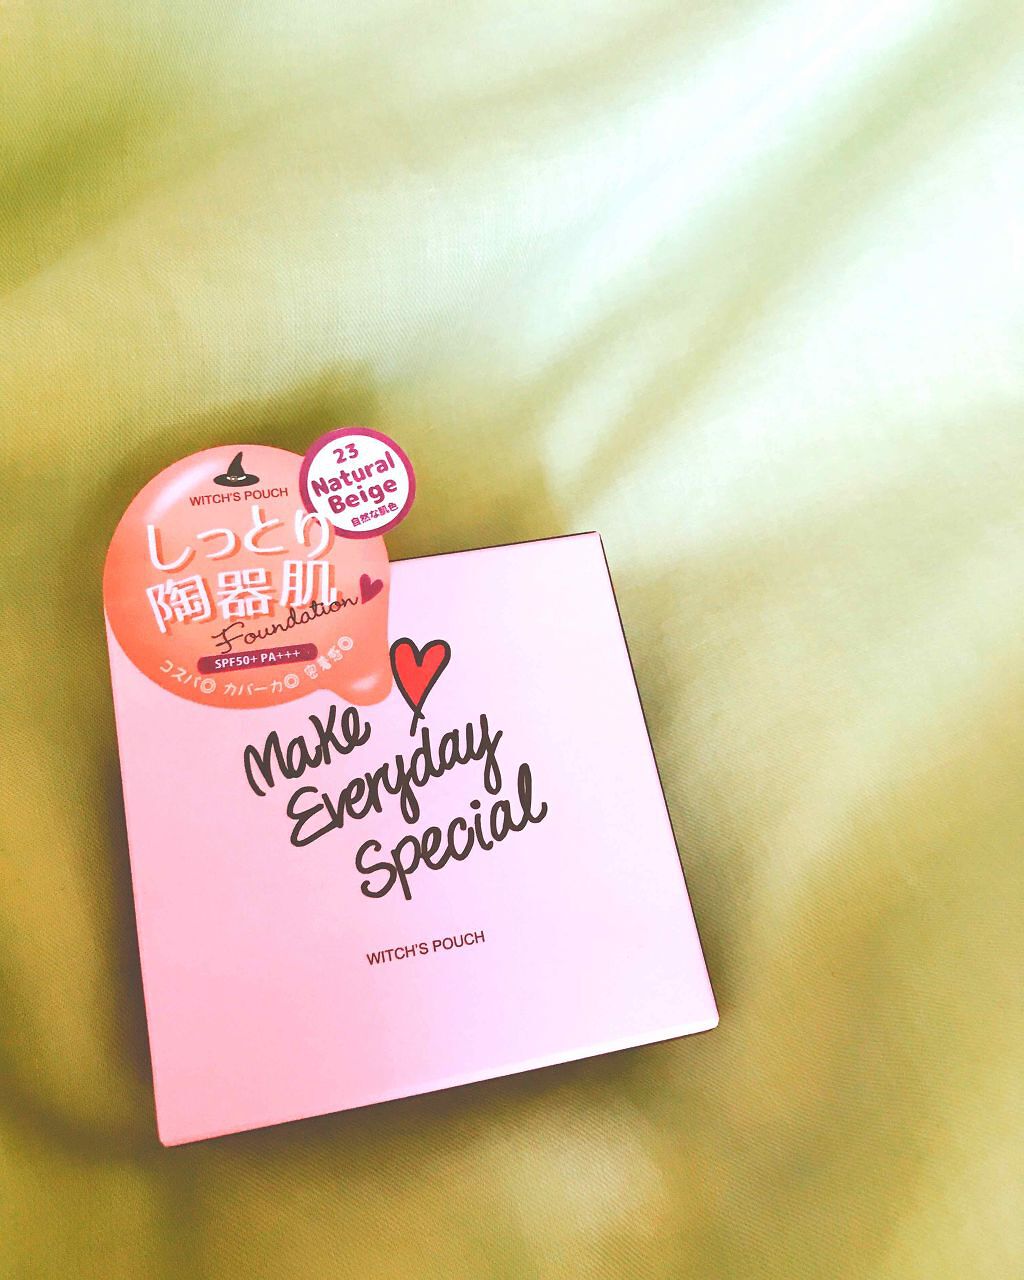 23
Natural
Beige
自然な肌色
WITCH'S POUCH
しっとり
陶器肌
Foundation
SPF50+ PA+++
コスパ◎ カバー力◎ 密着感◎
Make
Everyday
Special
WITCH'S POUCH